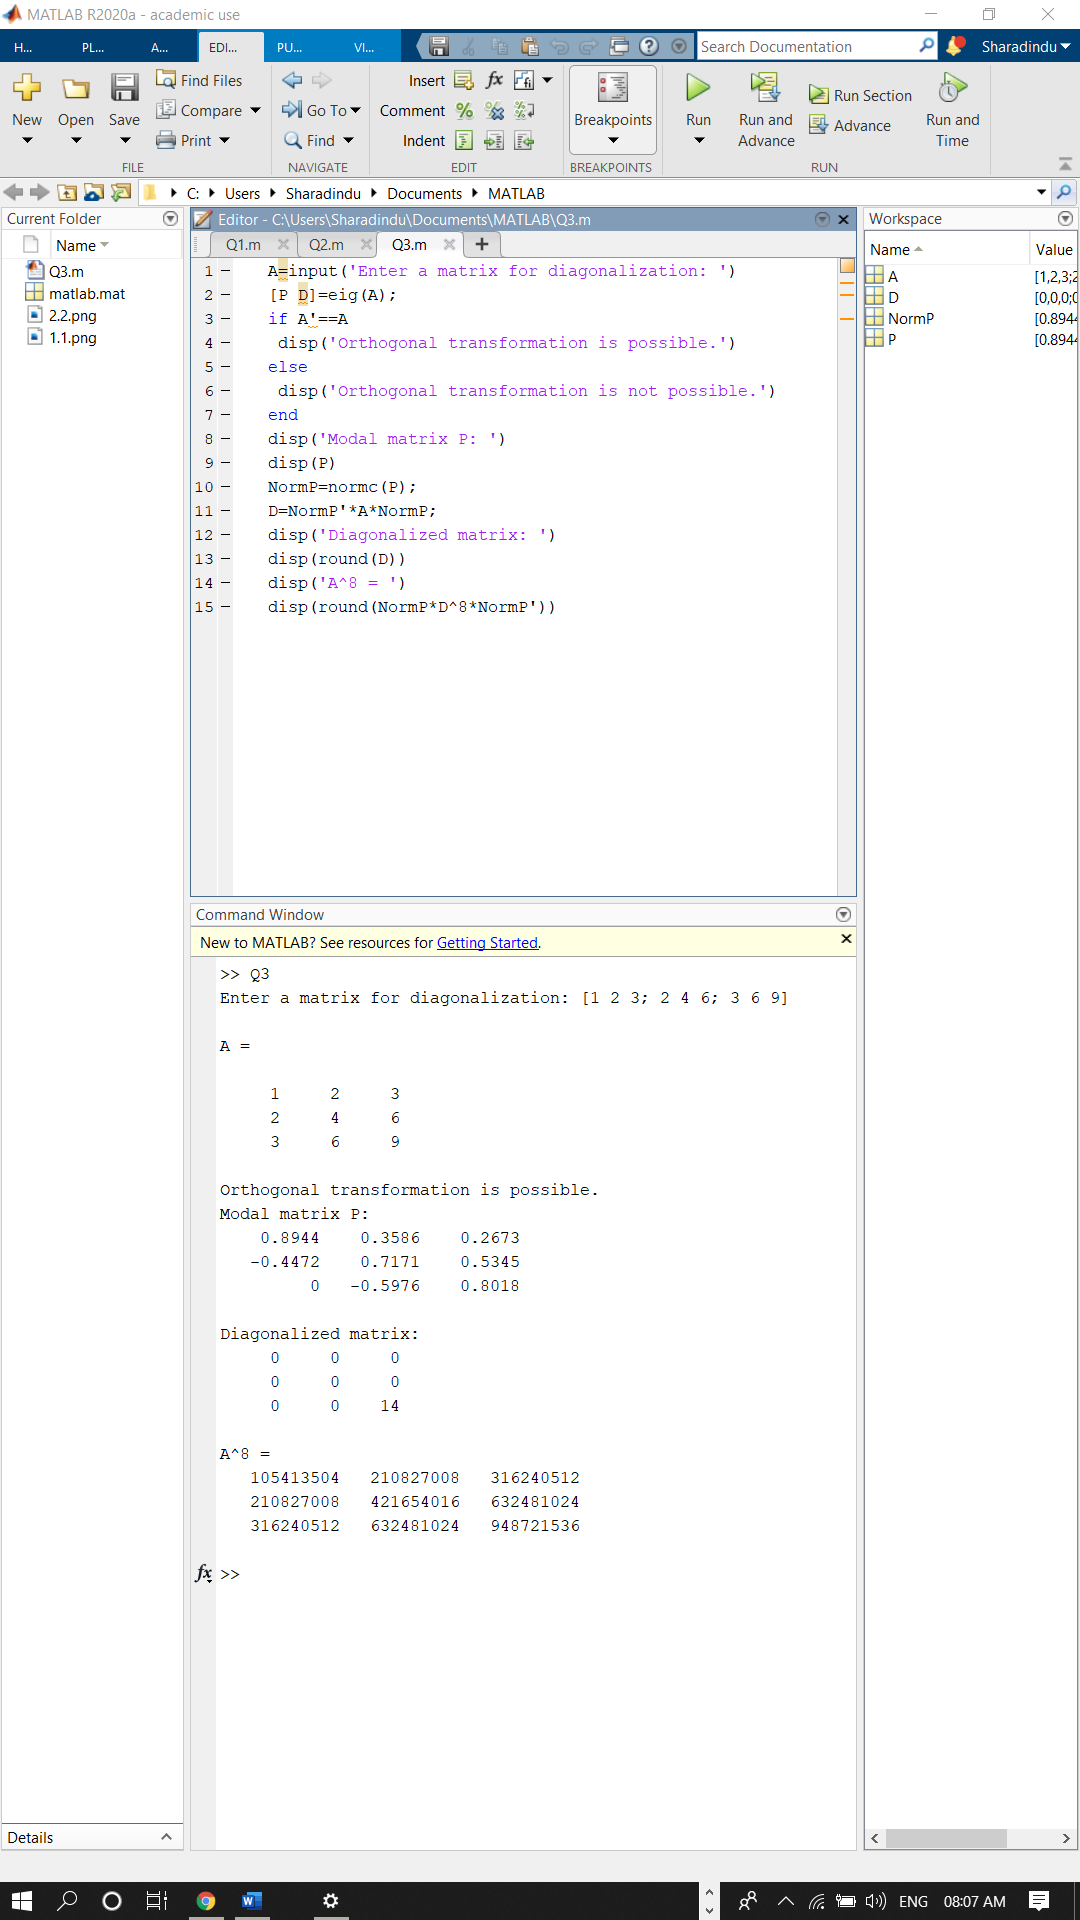 MATLAB R2020a - academic use
H... PL... A... EDI... PU... VI... Search Documentation Sharadindu
New Open Save Find Files Compare Print
FILE
Go To Find
NAVIGATE
Insert fx
Comment
Indent
EDIT
Breakpoints
BREAKPOINTS
Run Run and Advance Run Section Advance Run and Time
RUN
C: Users Sharadindu Documents MATLAB
Current Folder
Name
Q3.m
matlab.mat
2.2.png
1.1.png
Details
Editor - C:\Users\Sharadindu\Documents\MATLAB\Q3.m
Q1.m Q2.m Q3.m +
1 - A=input('Enter a matrix for diagonalization: ')
2 - [P D]=eig(A);
3 - if A'==A
4 - disp('Orthogonal transformation is possible.')
5 - else
6 - disp('Orthogonal transformation is not possible.')
7 - end
8 - disp('Modal matrix P: ')
9 - disp(P)
10 - NormP=normc(P);
11 - D=NormP'*A*NormP;
12 - disp('Diagonalized matrix: ')
13 - disp(round(D))
14 - disp('A^8 = ')
15 - disp(round(NormP*D^8*NormP'))
Command Window
New to MATLAB? See resources for Getting Started.
>> Q3
Enter a matrix for diagonalization: [1 2 3; 2 4 6; 3 6 9]
A =
1 2 3
2 4 6
3 6 9
Orthogonal transformation is possible.
Modal matrix P:
0.8944 0.3586 0.2673
-0.4472 0.7171 0.5345
0 -0.5976 0.8018
Diagonalized matrix:
0 0 0
0 0 0
0 0 14
A^8 =
105413504 210827008 316240512
210827008 421654016 632481024
316240512 632481024 948721536
fx >>
Workspace
Name Value
A [1,2,3;2
D [0,0,0;0
NormP [0.894
P [0.894
ENG 08:07 AM